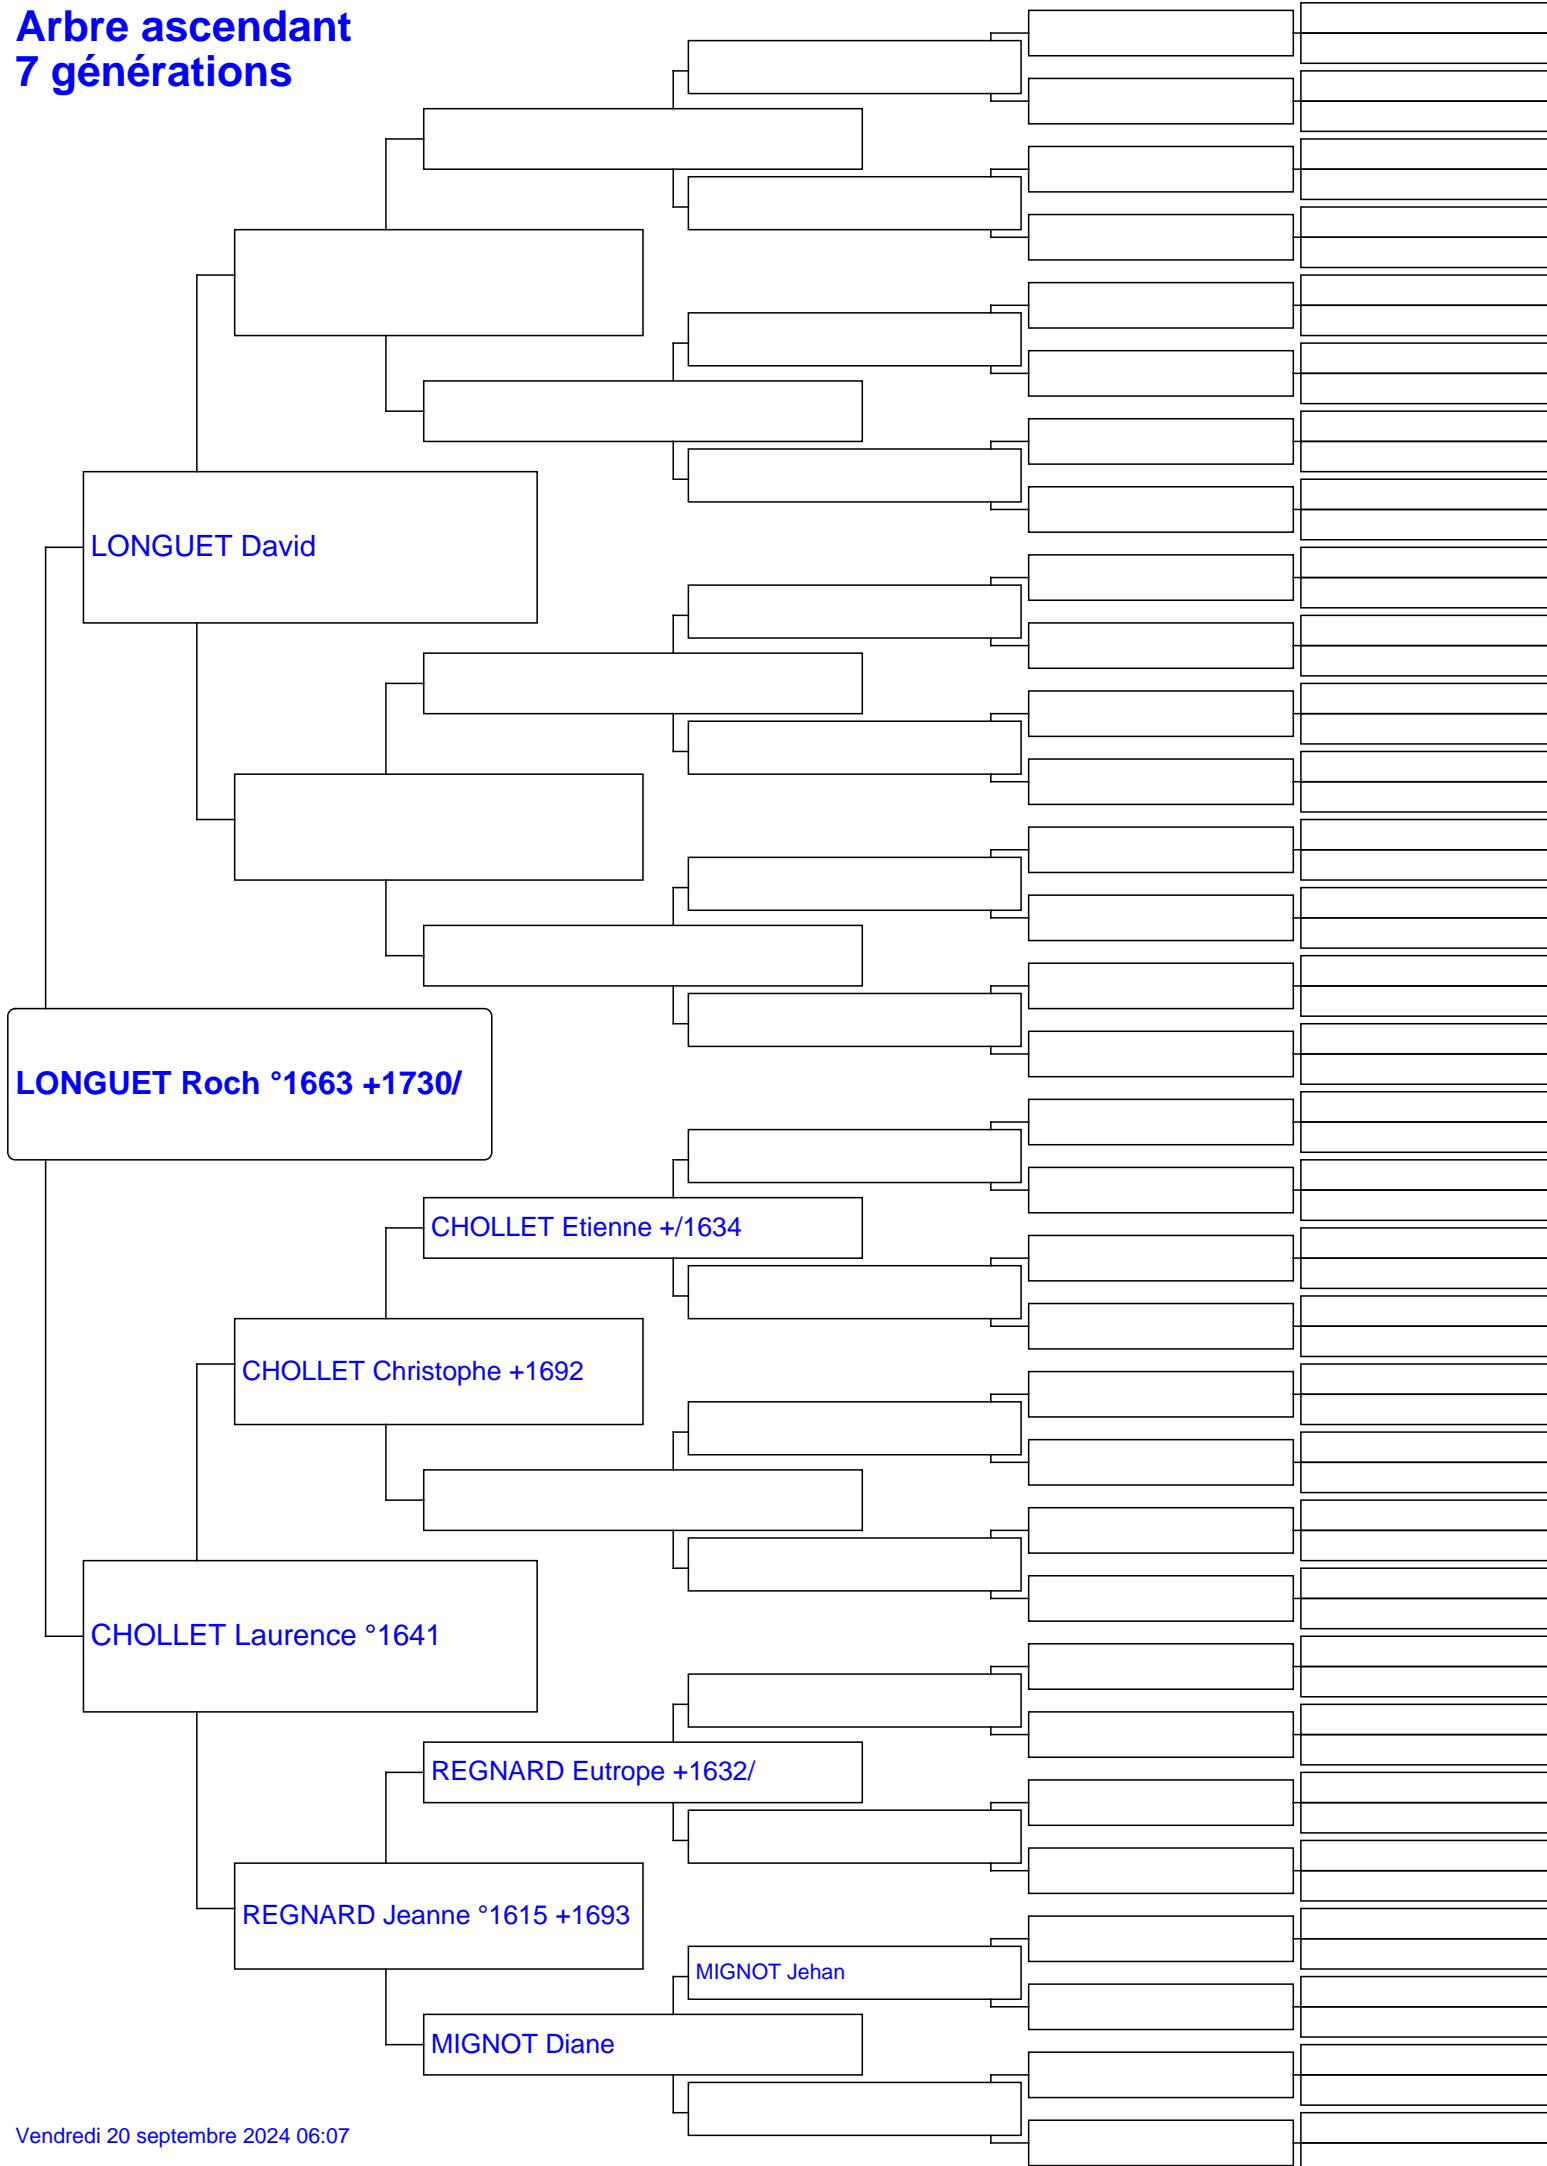 Arbre ascendant
7 générations
LONGUET David
LONGUET Roch °1663 +1730/
CHOLLET Etienne +/1634
CHOLLET Christophe +1692
CHOLLET Laurence °1641
REGNARD Eutrope +1632/
REGNARD Jeanne °1615 +1693
MIGNOT Jehan
MIGNOT Diane
Vendredi 20 septembre 2024 06:07